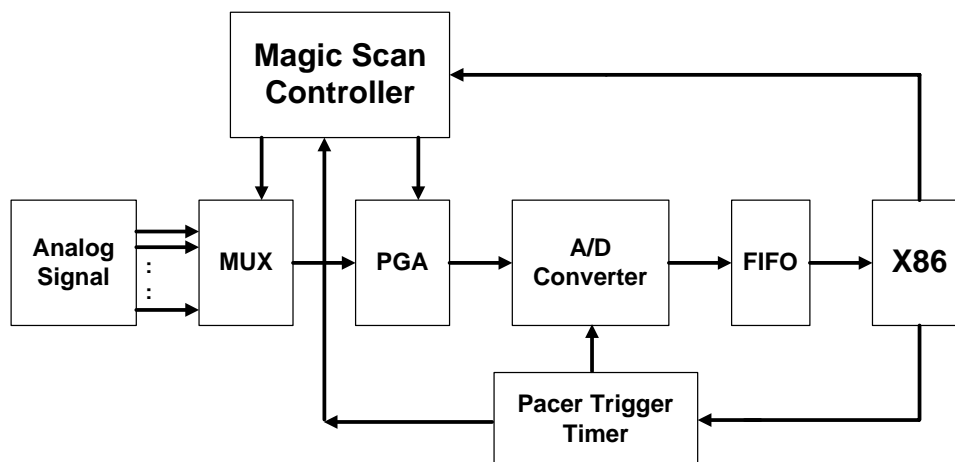 Magic Scan
Controller
Analog
Signal
:
:
MUX
PGA
A/D
Converter
FIFO
X86
Pacer Trigger
Timer